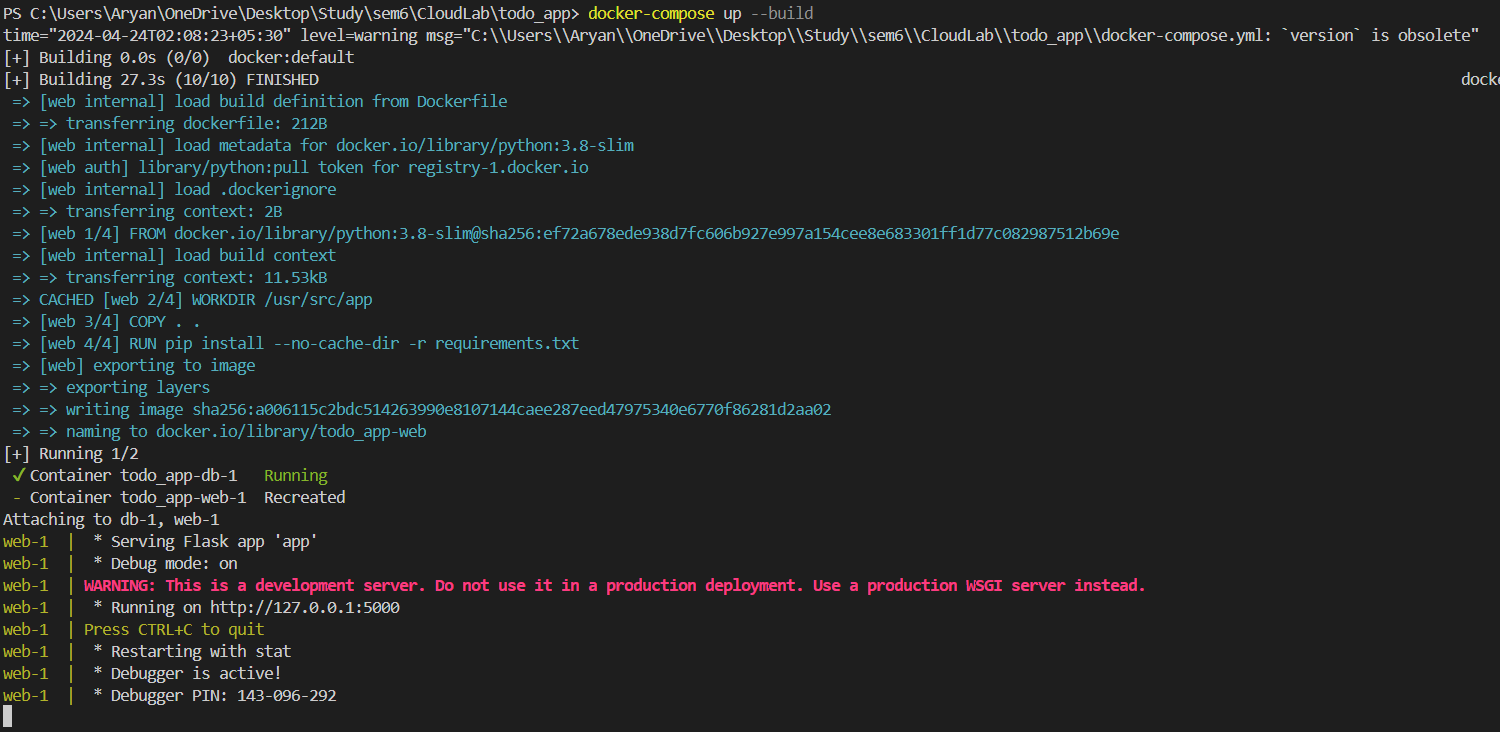 PS C:\Users\Aryan\OneDrive\Desktop\Study\sem6\CloudLab\todo_app> docker-compose up --build
time="2024-04-24T02:08:23+05:30" level=warning msg="C:\\Users\\Aryan\\OneDrive\\Desktop\\Study\\sem6\\CloudLab\\todo_app\\docker-compose.yml: `version` is obsolete"
[+] Building 0.0s (0/0)  docker:default
[+] Building 27.3s (10/10) FINISHED docke
=> [web internal] load build definition from Dockerfile
=> => transferring dockerfile: 212B
=> [web internal] load metadata for docker.io/library/python:3.8-slim
=> [web auth] library/python:pull token for registry-1.docker.io
=> [web internal] load .dockerignore
=> => transferring context: 2B
=> [web 1/4] FROM docker.io/library/python:3.8-slim@sha256:ef72a678ede938d7fc606b927e997a154cee8e683301ff1d77c082987512b69e
=> [web internal] load build context
=> => transferring context: 11.53kB
=> CACHED [web 2/4] WORKDIR /usr/src/app
=> [web 3/4] COPY . .
=> [web 4/4] RUN pip install --no-cache-dir -r requirements.txt
=> [web] exporting to image
=> => exporting layers
=> => writing image sha256:a006115c2bdc514263990e8107144caee287eed47975340e6770f86281d2aa02
=> => naming to docker.io/library/todo_app-web
[+] Running 1/2
✓ Container todo_app-db-1   Running
- Container todo_app-web-1  Recreated
Attaching to db-1, web-1
web-1  |  * Serving Flask app 'app'
web-1  |  * Debug mode: on
web-1  | WARNING: This is a development server. Do not use it in a production deployment. Use a production WSGI server instead.
web-1  |  * Running on http://127.0.0.1:5000
web-1  | Press CTRL+C to quit
web-1  |  * Restarting with stat
web-1  |  * Debugger is active!
web-1  |  * Debugger PIN: 143-096-292